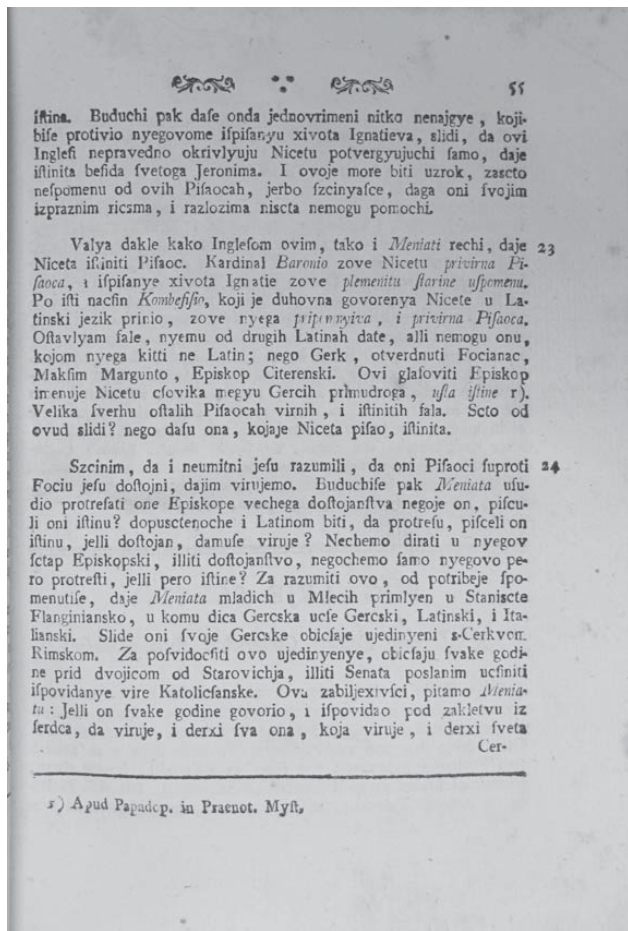 55
iſtina. Buduchi pak daſe onda jednovrimeni nitko nenajgye, koji-
biſe protivio nyegovome iſpiſanyu xivota Ignatieva, slidi, da ovi
Ingleſi nepravedno okrivlyuju Nicetu potvergyujuchi ſamo, daje
iſtinita beſida ſvetoga Jeronima. I ovoje more biti uzrok, zascto
neſpomenu od ovih Piſaocah, jerbo ſzcinyaſce, daga oni ſvojim
izpraznim ricsma, i razlozima niscta nemogu pomochi.
Valya dakle kako Ingleſom ovim, tako i Meniati rechi, daje 23
Niceta iſtiniti Piſaoc. Kardinal Baronio zove Nicetu privirna Pi-
ſaoca, i iſpiſanye xivota Ignatie zove plemenitu ſtarine uſpomenu.
Po iſti nacſin Kombefiſio, koji je duhovna govorenya Nicete u La-
tinski jezik prinio, zove nyega i privirna Piſaoca.
Oſtavlyam fale, nyemu od drugih Latinah date, alli nemogu onu,
kojom nyega kitti ne Latin; nego Gerk, otverdnuti Focianac,
Makſim Margunto, Episkop Citerenski. Ovi glaſoviti Episkop
imenuje Nicetu cſovika megyu Gercih primudroga, uſta iſtine r).
Velika ſverhu oſtalih Piſaocah virnih, i iſtinitih fala. Scto od
ovud slidi? nego daſu ona, kojaje Niceta piſao, iſtinita.
Szcinim, da i neumitni jeſu razumili, da oni Piſaoci ſuproti 24
Fociu jeſu doſtojni, dajim virujemo. Buduchiſe pak Meniata uſu-
dio protreſati one Episkope vechega doſtojanſtva negoje on, piſcu-
li oni iſtinu? dopusctenoche i Latinom biti, da protreſu, piſceli on
iſtinu, jelli doſtojan, damuſe viruje? Nechemo dirati u nyegov
ſctap Episkopski, illiti doſtojanſtvo, negochemo ſamo nyegovo pe-
ro protreſti, jelli pero iſtine? Za razumiti ovo, od potribeje ſpo-
menutiſe, daje Meniata mladich u Mlecih primlyen u Staniscte
Flanginiansko, u komu dica Gercska ucſe Gercski, Latinski, i Ita-
lianski. Slide oni ſvoje Gercske obicſaje ujedinyeni s-Cerkvom
Rimskom. Za poſvidocſiti ovo ujedinyenye, obicſaju ſvake godi-
ne prid dvojicom od Starovichja, illiti Senata poslanim ucſiniti
iſpovidanye vire Katolicſanske. Ova zabiljexivſci, pitamo Menia-
tu: Jelli on ſvake godine govorio, i iſpovidao pod zakletvu iz
ſerdca, da viruje, i derxi ſva ona, koja viruje, i derxi ſveta
Cer-
r) Apud Papadop. in Praenot. Myſt.